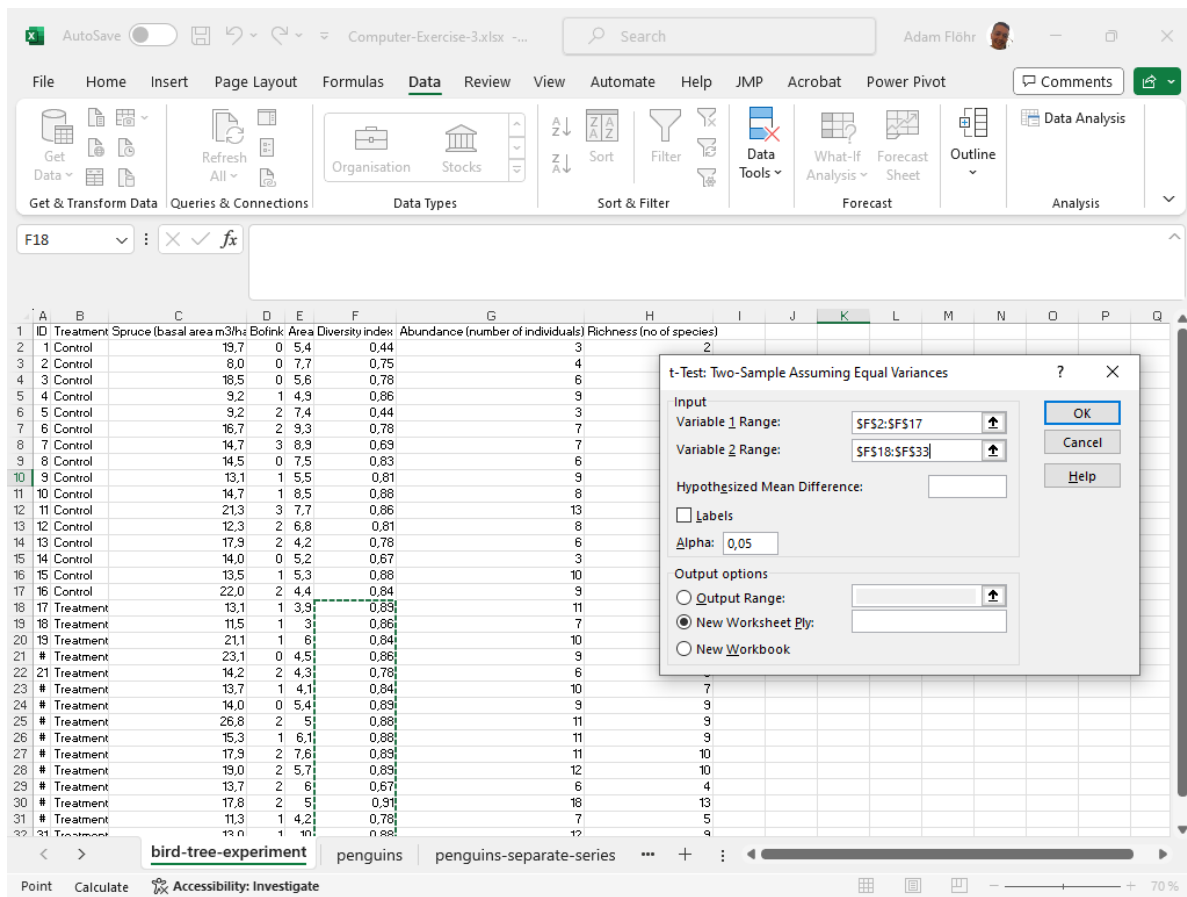 AutoSave Computer-Exercise-3.xlsx -... Search Adam Flöhr
File Home Insert Page Layout Formulas Data Review View Automate Help JMP Acrobat Power Pivot Comments
Get Data Refresh All Organisation Stocks Sort Filter Data Tools What-If Analysis Forecast Sheet Outline Data Analysis
Get & Transform Data Queries & Connections Data Types Sort & Filter Forecast Analysis
F18 fx
A B C D E F G H I J K L M N O P Q
1 ID Treatment Spruce (basal area m3/ha Bofink Area Diversity index Abundance (number of individuals) Richness (no of species)
2 1 Control 19,7 0 5,4 0,44 3 2
3 2 Control 8,0 0 7,7 0,75 4
4 3 Control 18,5 0 5,6 0,78 6
5 4 Control 9,2 1 4,9 0,86 9
6 5 Control 9,2 2 7,4 0,44 3
7 6 Control 16,7 2 9,3 0,78 7
8 7 Control 14,7 3 8,9 0,69 7
9 8 Control 14,5 0 7,5 0,83 6
10 9 Control 13,1 1 5,5 0,81 9
11 10 Control 14,7 1 8,5 0,88 8
12 11 Control 21,3 3 7,7 0,86 13
13 12 Control 12,3 2 6,8 0,81 8
14 13 Control 17,9 2 4,2 0,78 6
15 14 Control 14,0 0 5,2 0,67 3
16 15 Control 13,5 1 5,3 0,88 10
17 16 Control 22,0 2 4,4 0,84 9
18 17 Treatment 13,1 1 3,9 0,89 11
19 18 Treatment 11,5 1 3 0,86 7
20 19 Treatment 21,1 1 6 0,84 10
21 # Treatment 23,1 0 4,5 0,86 9
22 21 Treatment 14,2 2 4,3 0,78 6
23 # Treatment 13,7 1 4,1 0,84 10 7
24 # Treatment 14,0 0 5,4 0,89 9 9
25 # Treatment 26,8 2 5 0,88 11 9
26 # Treatment 15,3 1 6,1 0,88 11 9
27 # Treatment 17,9 2 7,6 0,89 11 10
28 # Treatment 19,0 2 5,7 0,89 12 10
29 # Treatment 13,7 2 6 0,67 6 4
30 # Treatment 17,8 2 5 0,91 18 13
31 # Treatment 11,3 1 4,2 0,78 7 5
32 31 Treatment 13,0 1 10 0,88 12 9
t-Test: Two-Sample Assuming Equal Variances ?
Input
Variable 1 Range: $F$2:$F$17
Variable 2 Range: $F$18:$F$33
Hypothesized Mean Difference:
Labels
Alpha: 0,05
Output options
Output Range:
New Worksheet Ply:
New Workbook
OK
Cancel
Help
bird-tree-experiment penguins penguins-separate-series ...
Point Calculate Accessibility: Investigate 70 %